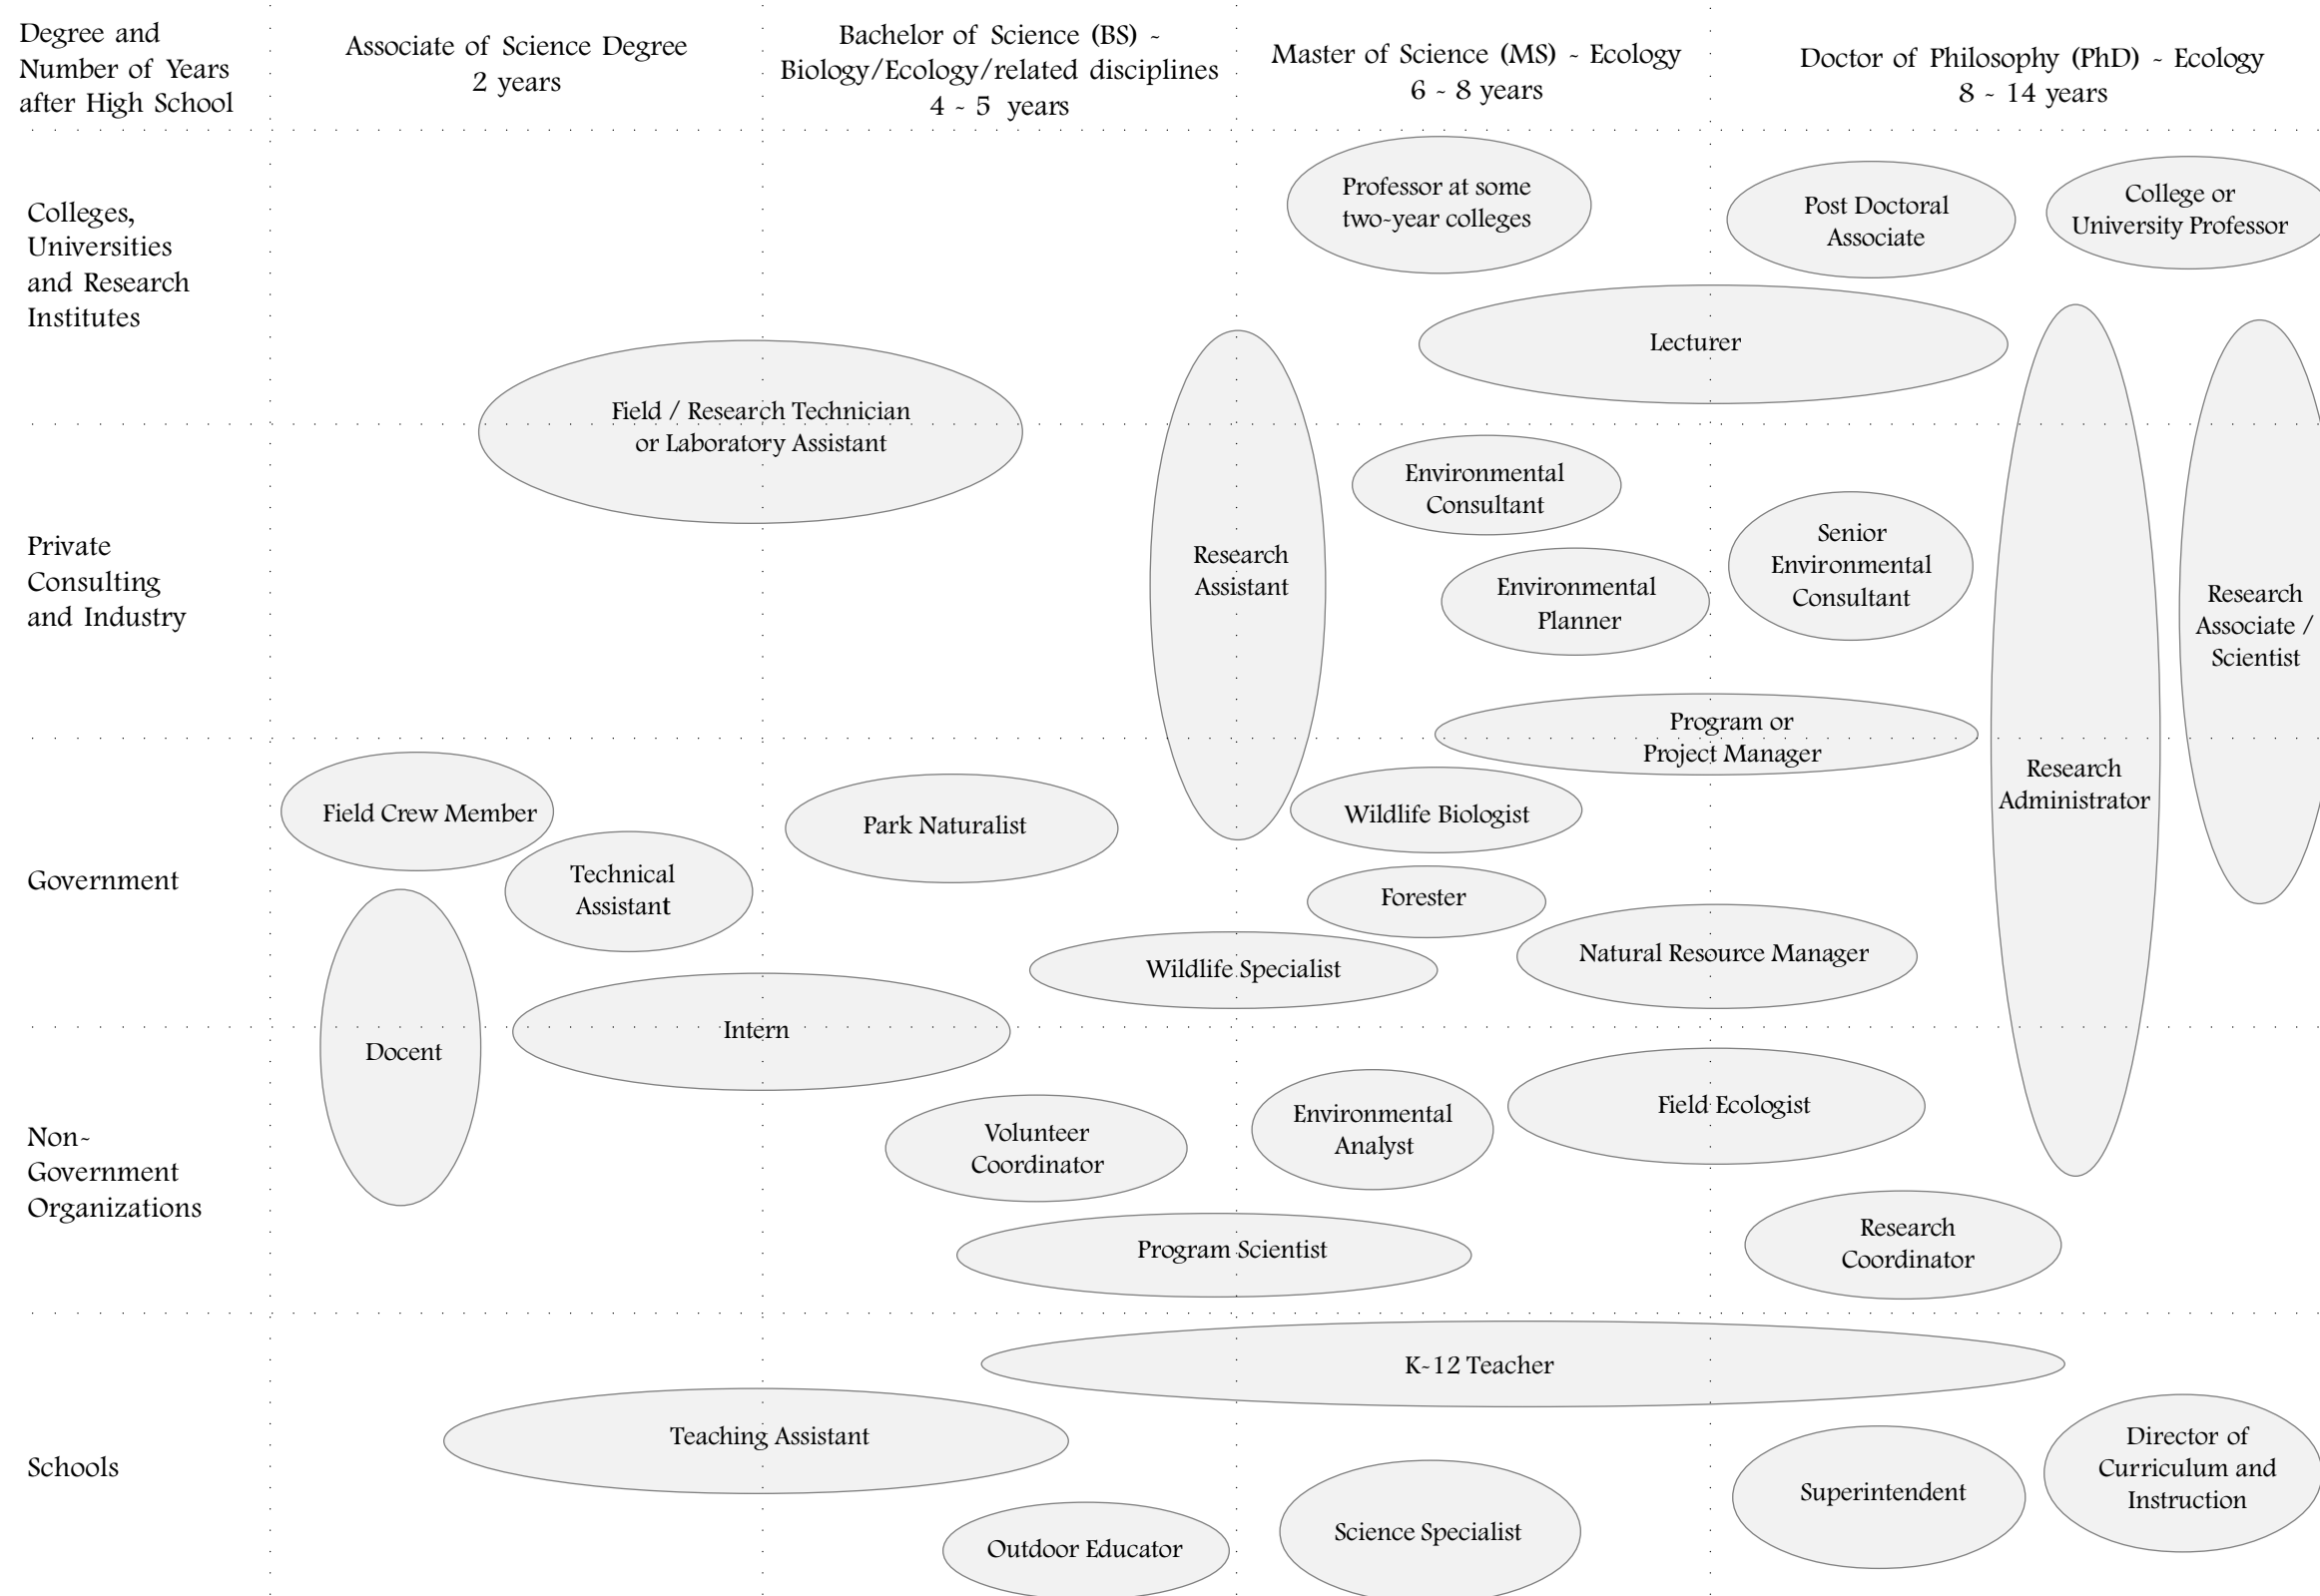 Degree and
Number of Years
after High School
Associate of Science Degree
2 years
Bachelor of Science (BS) ~
Biology/Ecology/related disciplines
4 ~ 5 years
Master of Science (MS) ~ Ecology
6 ~ 8 years
Doctor of Philosophy (PhD) ~ Ecology
8 ~ 14 years
Colleges,
Universities
and Research
Institutes
Professor at some
two-year colleges
Post Doctoral
Associate
College or
University Professor
Lecturer
Field / Research Technician
or Laboratory Assistant
Private
Consulting
and Industry
Research
Assistant
Environmental
Consultant
Environmental
Planner
Senior
Environmental
Consultant
Research
Associate /
Scientist
Program or
Project Manager
Research
Administrator
Government
Field Crew Member
Technical
Assistant
Park Naturalist
Wildlife Biologist
Forester
Wildlife Specialist
Natural Resource Manager
Docent
Intern
Non~
Government
Organizations
Volunteer
Coordinator
Environmental
Analyst
Field Ecologist
Program Scientist
Research
Coordinator
Schools
K~12 Teacher
Teaching Assistant
Outdoor Educator
Science Specialist
Superintendent
Director of
Curriculum and
Instruction